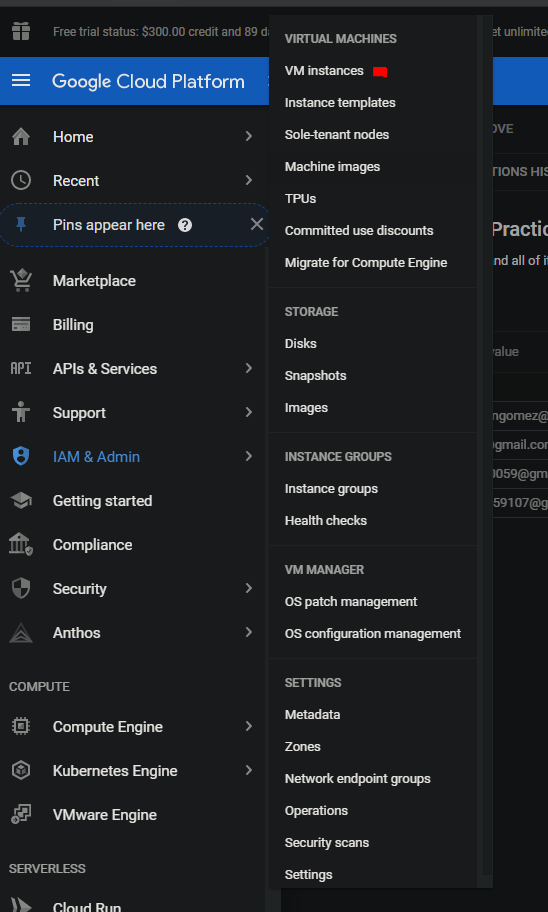 Free trial status: $300.00 credit and 89 da
et unlimited
Google Cloud Platform
Home
Recent
Pins appear here
Marketplace
Billing
API APIs & Services
Support
IAM & Admin
Getting started
Compliance
Security
Anthos
COMPUTE
Compute Engine
Kubernetes Engine
VMware Engine
SERVERLESS
Cloud Run
VIRTUAL MACHINES
VM instances
Instance templates
Sole-tenant nodes
Machine images
TPUs
Committed use discounts
Migrate for Compute Engine
STORAGE
Disks
Snapshots
Images
INSTANCE GROUPS
Instance groups
Health checks
VM MANAGER
OS patch management
OS configuration management
SETTINGS
Metadata
Zones
Network endpoint groups
Operations
Security scans
Settings
OVE
TIONS HIS
Practic
nd all of i
value
ngomez@
@gmail.com
0059@gm
59107@g